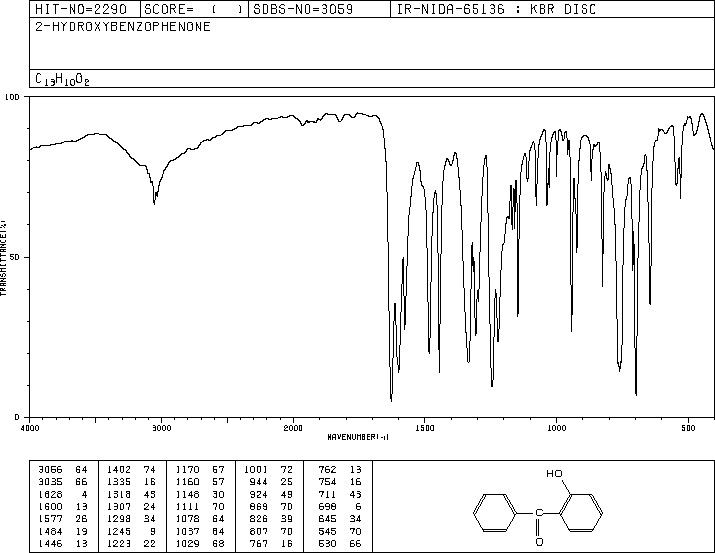 HIT-NO=2290 SCORE= ( ) SDBS-NO=3059 IR-NIDA-65136 : KBR DISC
2-HYDROXYBENZOPHENONE
C13H10O2
100
50
0
TRANSMITTANCE(%)
4000 3000 2000 1500 1000 500
WAVENUMBER(-1)
3066 64 1402 74 1170 67 1001 72 762 13
3035 66 1335 16 1160 57 944 25 754 16
1628 4 1318 45 1148 30 924 49 711 43
1600 13 1307 24 1111 70 869 70 698 6
1577 26 1298 34 1078 64 826 39 645 34
1484 19 1245 9 1037 84 807 70 545 70
1446 13 1223 22 1029 68 767 16 530 66
HO
C
O